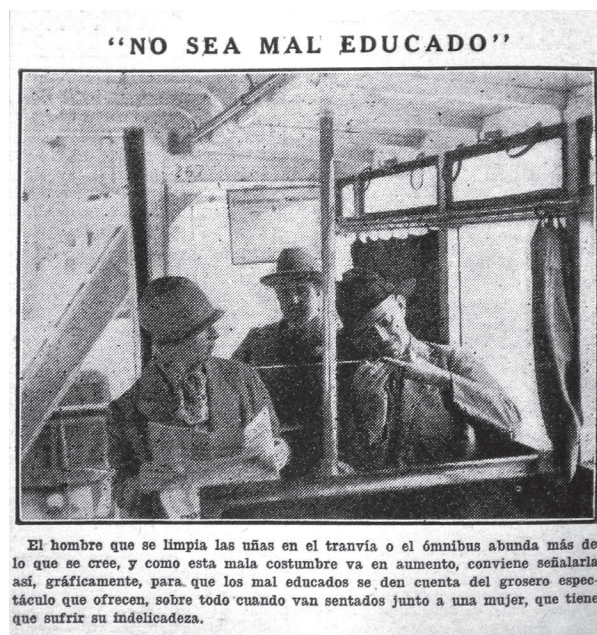 “NO SEA MAL EDUCADO”
267
El hombre que se limpia las uñas en el tranvía o el ómnibus abunda más de
lo que se cree, y como esta mala costumbre va en aumento, conviene señalarla
así, gráficamente, para que los mal educados se den cuenta del grosero espec-
táculo que ofrecen, sobre todo cuando van sentados junto a una mujer, que tiene
que sufrir su indelicadeza.